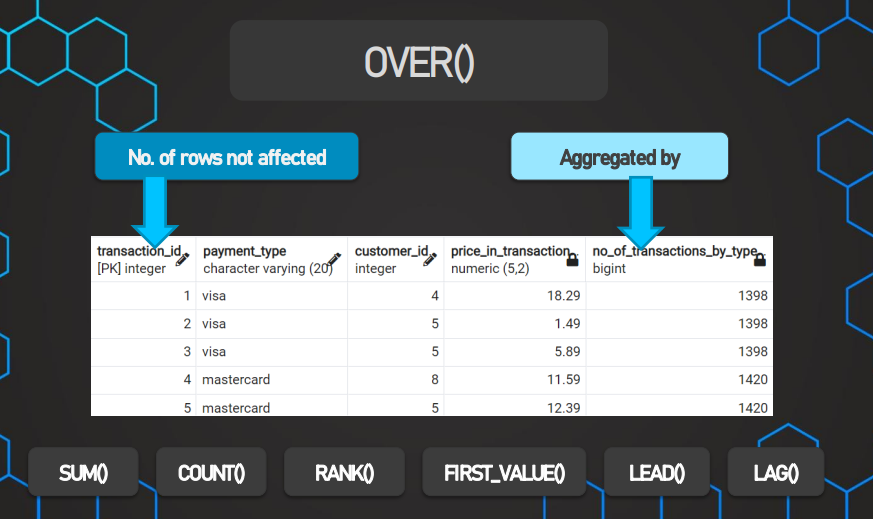 OVER()
No. of rows not affected
Aggregated by
transaction_id payment_type customer_id price_in_transaction no_of_transactions_by_type
[PK] integer character varying (20) integer numeric (5,2) bigint
1 visa 4 18.29 1398
2 visa 5 1.49 1398
3 visa 5 5.89 1398
4 mastercard 8 11.59 1420
5 mastercard 5 12.39 1420
SUM() COUNT() RANK() FIRST_VALUE() LEAD() LAG()